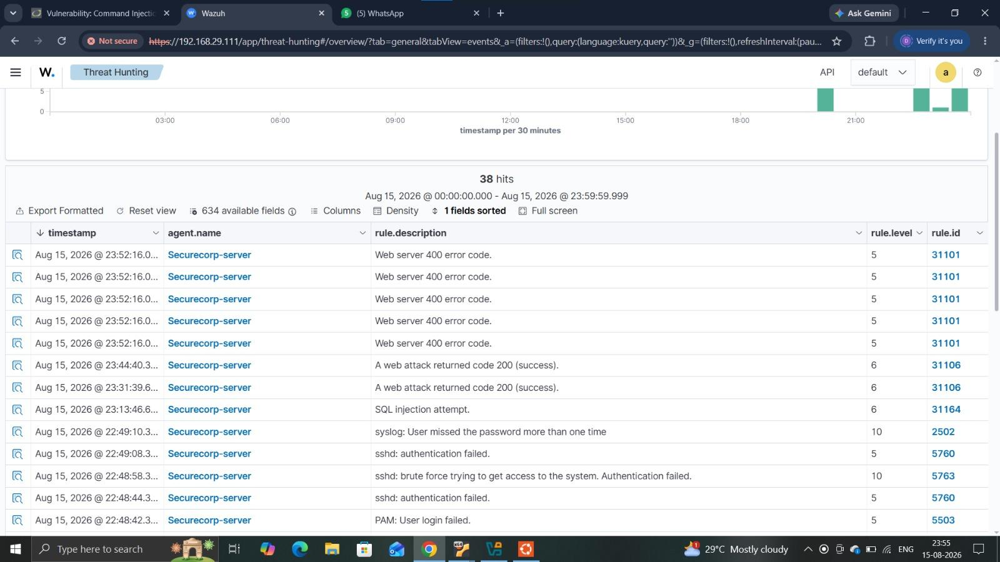 Vulnerability: Command Injectic
Wazuh
(5) WhatsApp
Ask Gemini
Not secure
https://192.168.29.111/app/threat-hunting#/overview/?tab=general&tabView=events&_a=(filters:!(),query:(language:kuery,query:''))&_g=(filters:!(),refreshInterval:(pau...
Verify it's you
W.
Threat Hunting
API
default
a
5
0
03:00 06:00 09:00 12:00 15:00 18:00 21:00
timestamp per 30 minutes
38 hits
Aug 15, 2026 @ 00:00:00.000 - Aug 15, 2026 @ 23:59:59.999
Export Formatted Reset view 634 available fields Columns Density 1 fields sorted Full screen
timestamp agent.name rule.description rule.level rule.id
Aug 15, 2026 @ 23:52:16.0... Securecorp-server Web server 400 error code. 5 31101
Aug 15, 2026 @ 23:52:16.0... Securecorp-server Web server 400 error code. 5 31101
Aug 15, 2026 @ 23:52:16.0... Securecorp-server Web server 400 error code. 5 31101
Aug 15, 2026 @ 23:52:16.0... Securecorp-server Web server 400 error code. 5 31101
Aug 15, 2026 @ 23:52:16.0... Securecorp-server Web server 400 error code. 5 31101
Aug 15, 2026 @ 23:44:40.3... Securecorp-server A web attack returned code 200 (success). 6 31106
Aug 15, 2026 @ 23:31:39.6... Securecorp-server A web attack returned code 200 (success). 6 31106
Aug 15, 2026 @ 23:13:46.6... Securecorp-server SQL injection attempt. 6 31164
Aug 15, 2026 @ 22:49:10.3... Securecorp-server syslog: User missed the password more than one time 10 2502
Aug 15, 2026 @ 22:49:08.3... Securecorp-server sshd: authentication failed. 5 5760
Aug 15, 2026 @ 22:48:58.3... Securecorp-server sshd: brute force trying to get access to the system. Authentication failed. 10 5763
Aug 15, 2026 @ 22:48:44.3... Securecorp-server sshd: authentication failed. 5 5760
Aug 15, 2026 @ 22:48:42.3... Securecorp-server PAM: User login failed. 5 5503
Type here to search
29°C Mostly cloudy
ENG
23:55
15-08-2026